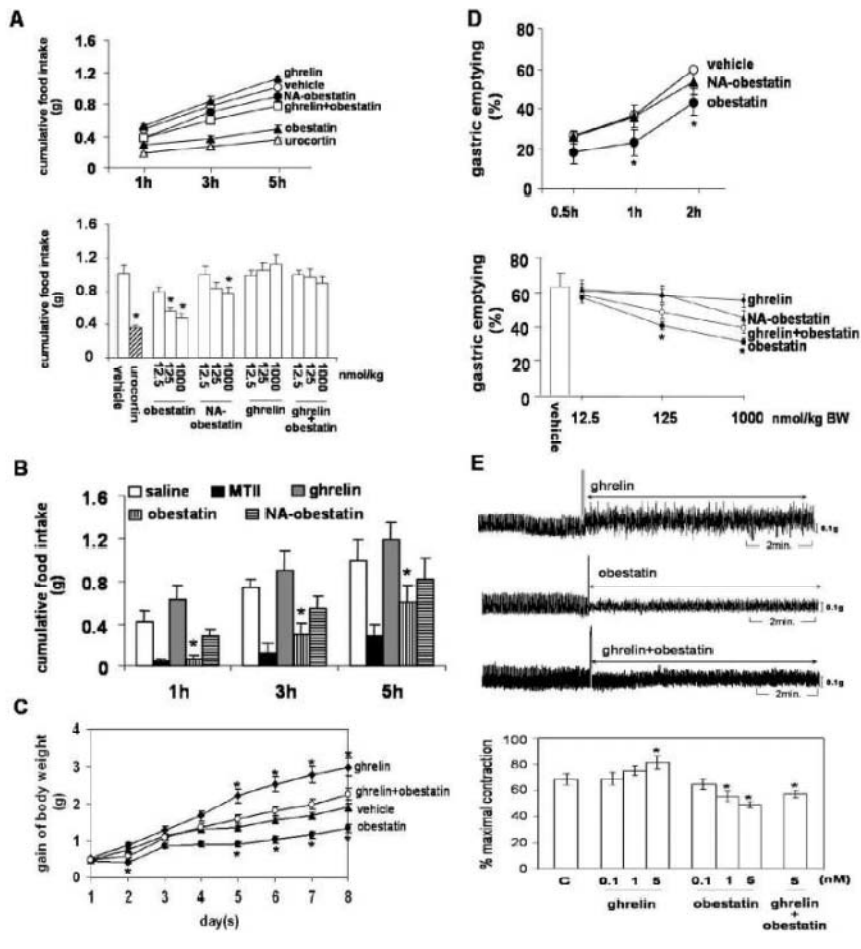 A
cumulative food intake
(g)
1.6
1.2
0.8
0.4
0
ghrelin
vehicle
NA-obestatin
ghrelin+obestatin
obestatin
urocortin
1h 3h 5h
cumulative food intake
(g)
1.6
1.2
0.8
0.4
0
* * * *
vehicle
urocortin
12.5 125 1000 12.5 125 1000 12.5 125 1000 12.5 125 1000 nmol/kg
obestatin NA-obestatin ghrelin ghrelin + obestatin
B
saline MTII ghrelin
obestatin NA-obestatin
cumulative food intake
(g)
1.6
1.2
0.8
0.4
0
* * *
1h 3h 5h
C
gain of body weight
(g)
4
3
2
1
0
ghrelin
ghrelin+obestatin
vehicle
obestatin
1 2 3 4 5 6 7 8
day(s)
D
gastric emptying
(%)
80
60
40
20
0
vehicle
NA-obestatin
obestatin
* *
0.5h 1h 2h
gastric emptying
(%)
80
60
40
20
0
ghrelin
NA-obestatin
ghrelin+obestatin
obestatin
* *
vehicle
12.5 125 1000 nmol/kg BW
E
ghrelin
0.1g
2min.
obestatin
0.1g
2min.
ghrelin+obestatin
0.1g
2min.
% maximal contraction
100
80
60
40
20
0
* * * *
C 0.1 1 5 0.1 1 5 5 (nM)
ghrelin obestatin ghrelin
+
obestatin